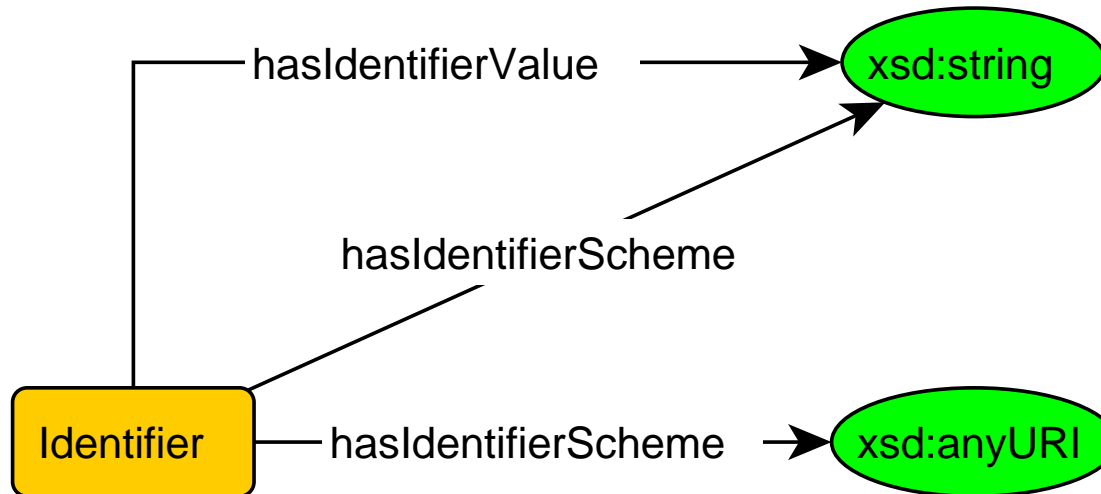 hasIdentifierValue
xsd:string
hasIdentifierScheme
Identifier
hasIdentifierScheme
xsd:anyURI